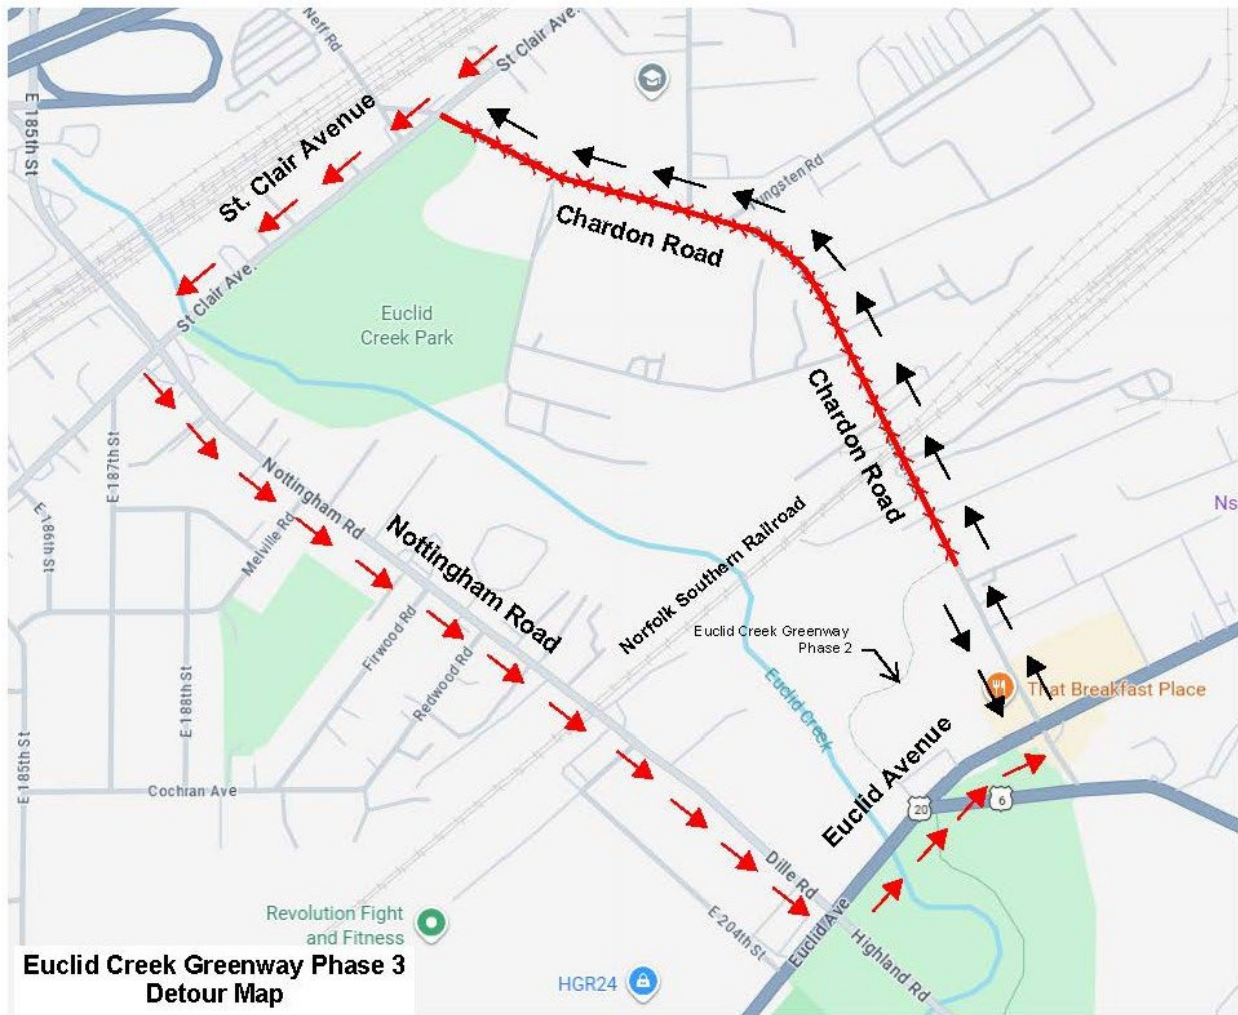 Neff Rd
St Clair Ave.
E 185th St
St. Clair Avenue
Tungsten Rd
Chardon Road
St Clair Ave.
Euclid
Creek Park
Chardon Road
E 187th St
Nottingham Rd
Ns
E 186th St
Melville Rd
Nottingham Road
Norfolk Southern Railroad
Firwood Rd
Redwood Rd
Euclid Creek Greenway
Phase 2
E 188th St
Euclid Creek
That Breakfast Place
E 185th St
Cochran Ave
Euclid Avenue
20
6
Dille Rd
Revolution Fight
and Fitness
E 204th St
Euclid Ave
Highland Rd
HGR24
Euclid Creek Greenway Phase 3
Detour Map